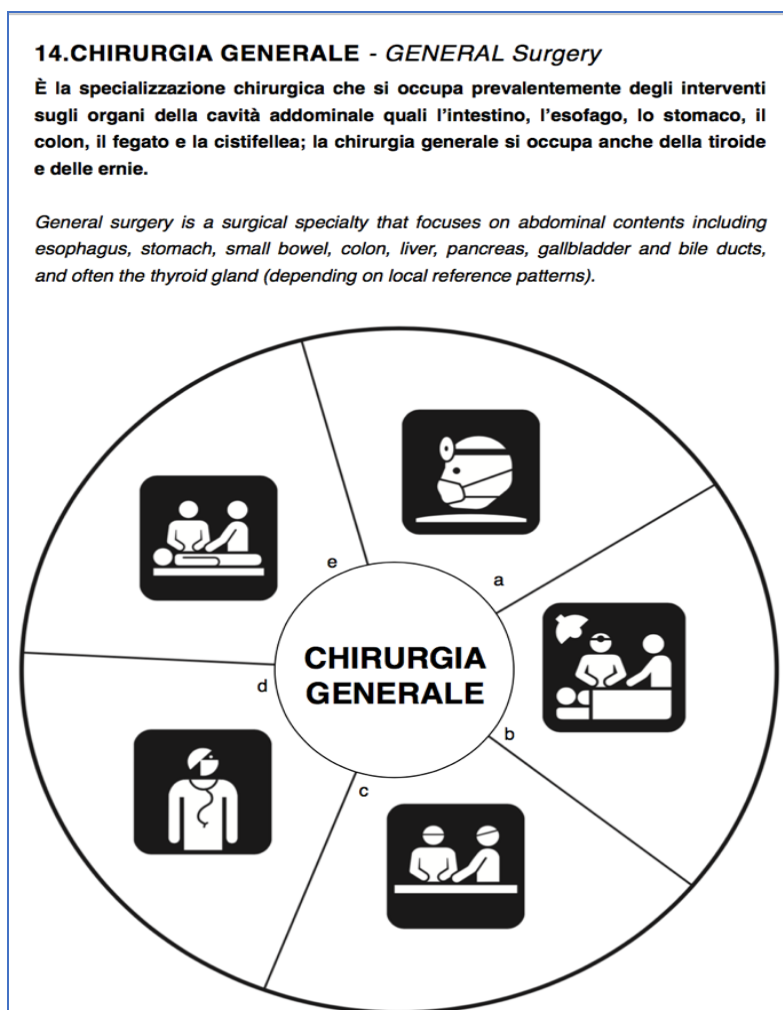 14.CHIRURGIA GENERALE - GENERAL Surgery
È la specializzazione chirurgica che si occupa prevalentemente degli interventi
sugli organi della cavità addominale quali l'intestino, l'esofago, lo stomaco, il
colon, il fegato e la cistifellea; la chirurgia generale si occupa anche della tiroide
e delle ernie.
General surgery is a surgical specialty that focuses on abdominal contents including
esophagus, stomach, small bowel, colon, liver, pancreas, gallbladder and bile ducts,
and often the thyroid gland (depending on local reference patterns).
e
a
CHIRURGIA
GENERALE
d
b
c